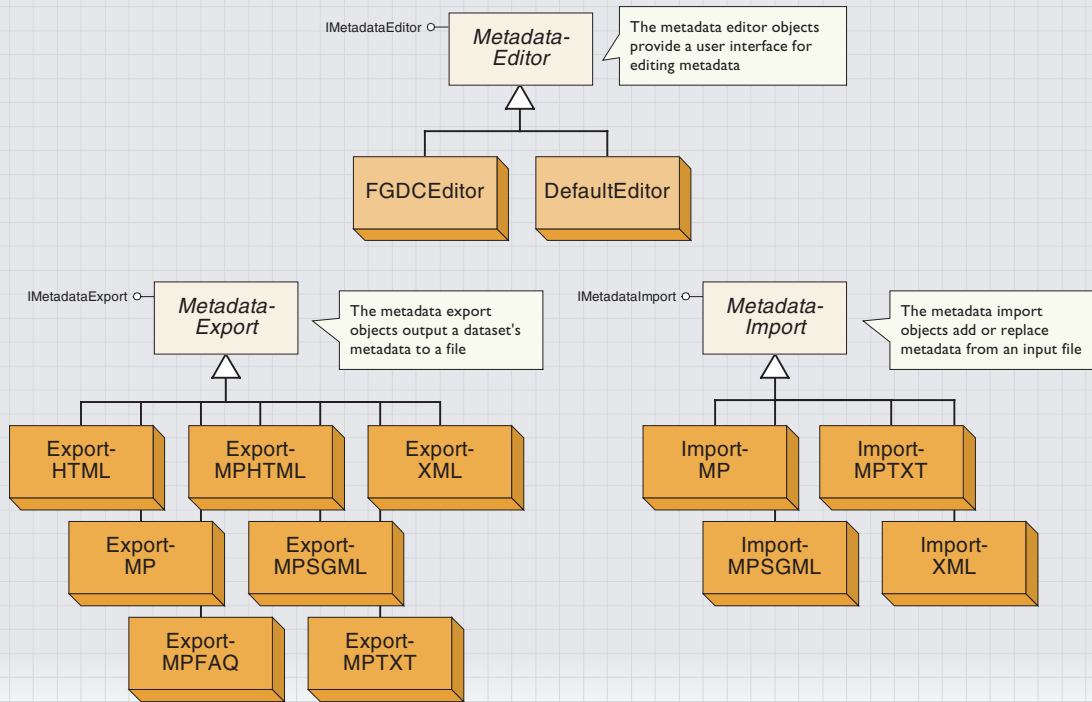 IMetadataEditor
Metadata-
Editor
The metadata editor objects
provide a user interface for
editing metadata
FGDCEditor
DefaultEditor
IMetadataExport
Metadata-
Export
The metadata export
objects output a dataset's
metadata to a file
IMetadataImport
Metadata-
Import
The metadata import
objects add or replace
metadata from an input file
Export-
HTML
Export-
MPHTML
Export-
XML
Export-
MP
Export-
MPSGML
Export-
MPFAQ
Export-
MPTXT
Import-
MP
Import-
MPTXT
Import-
MPSGML
Import-
XML